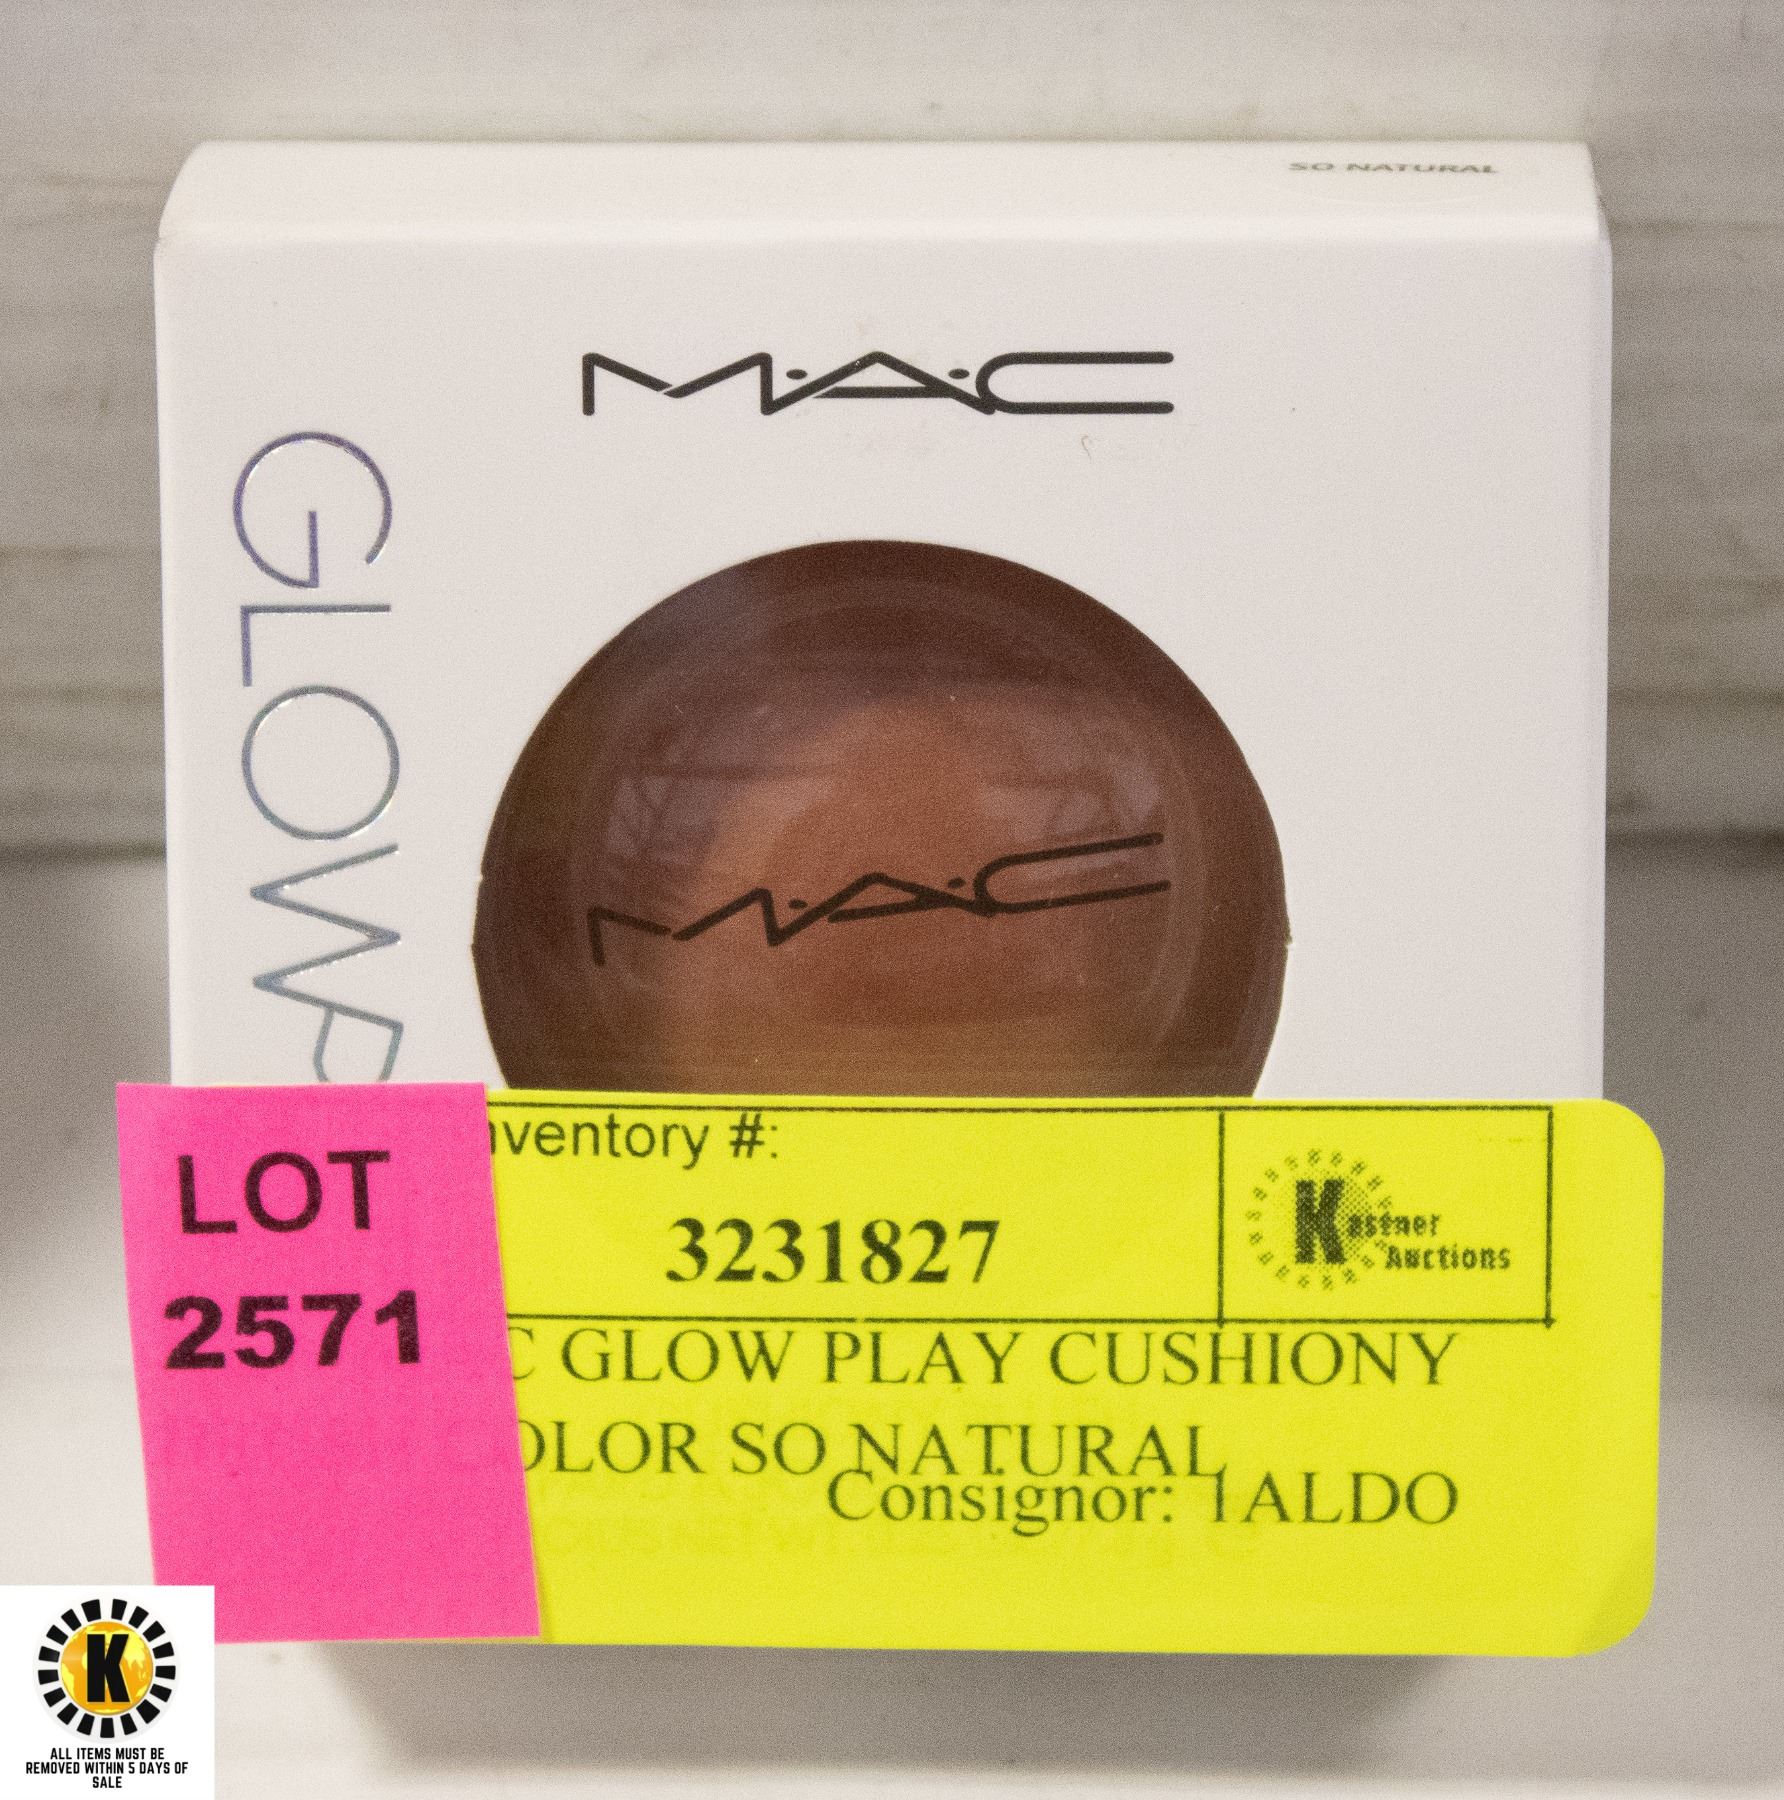 SO NATURAL
M·A·C
GLOWP
M·A·C
LOT
2571
nventory #:
3231827
Kastner
Auctions
C GLOW PLAY CUSHIONY
OLOR SO NATURAL
Consignor: 1ALDO
K
ALL ITEMS MUST BE
REMOVED WITHIN 5 DAYS OF
SALE